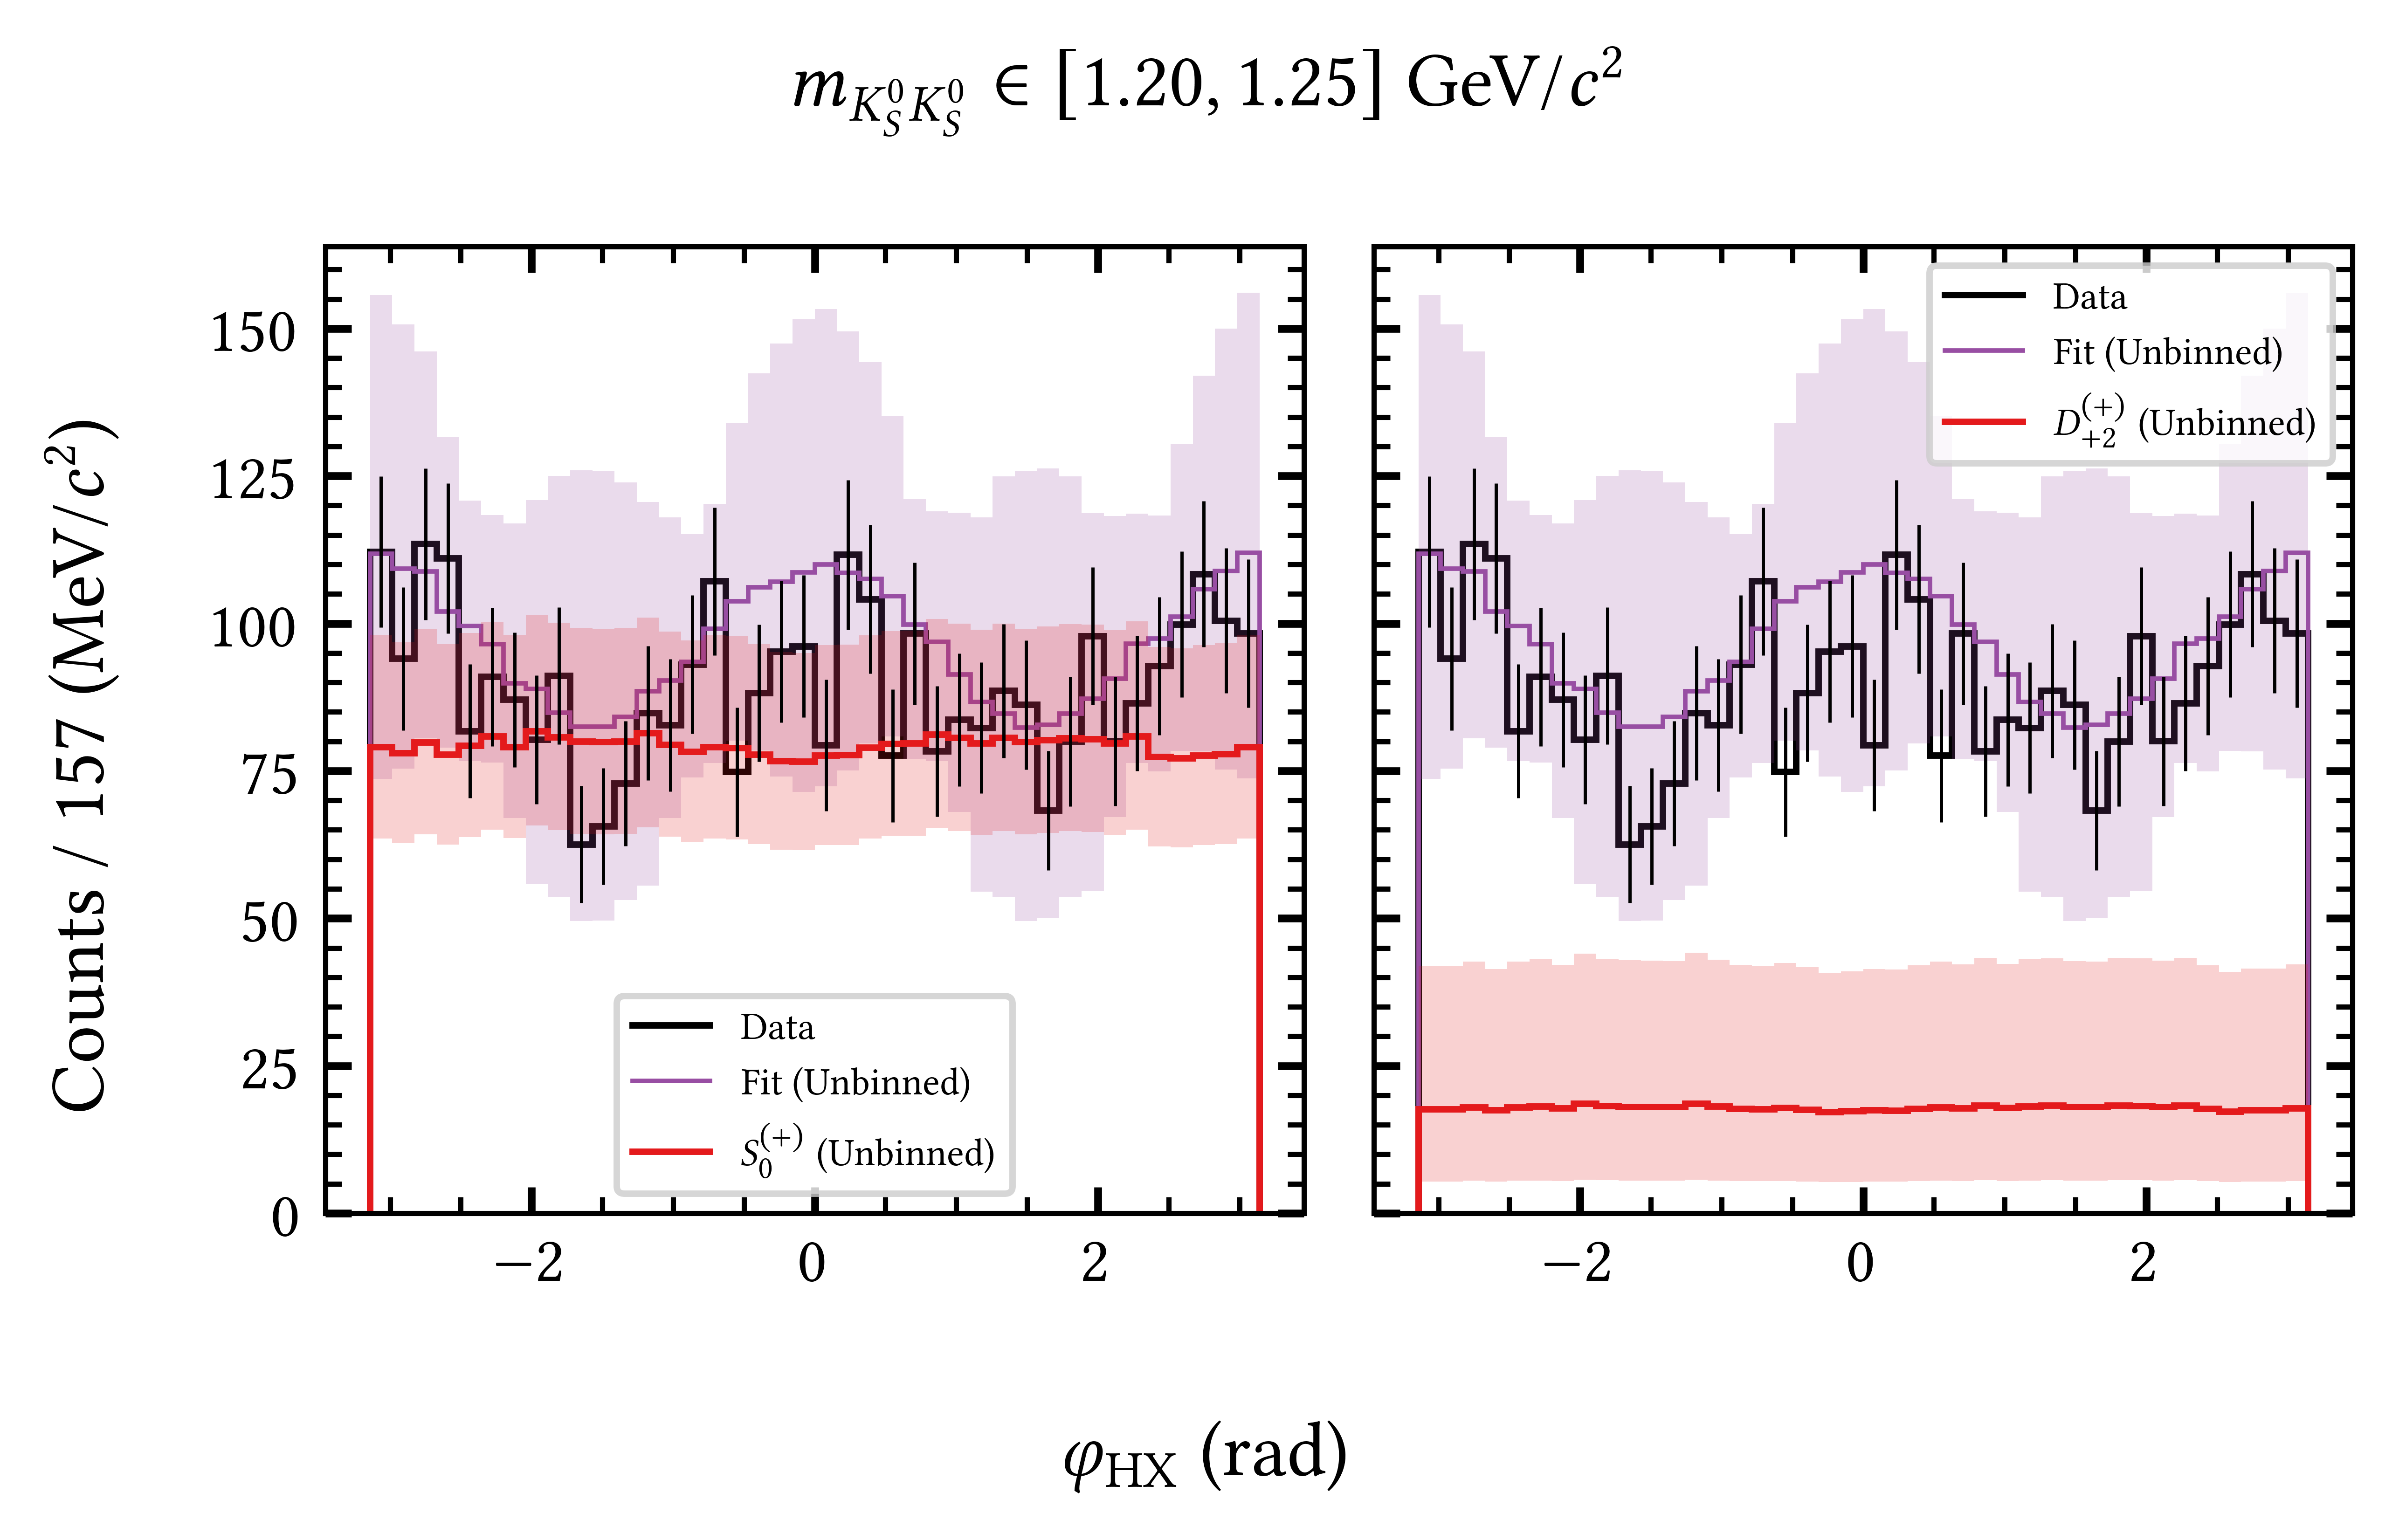 m_{K_S^0 K_S^0} ∈ [1.20, 1.25] GeV/c²
Counts / 157 (MeV/c²)
150
125
100
75
50
25
0
Data
Fit (Unbinned)
S_0^{(+)} (Unbinned)
−2
0
2
Data
Fit (Unbinned)
D_{+2}^{(+)} (Unbinned)
−2
0
2
φ_{HX} (rad)